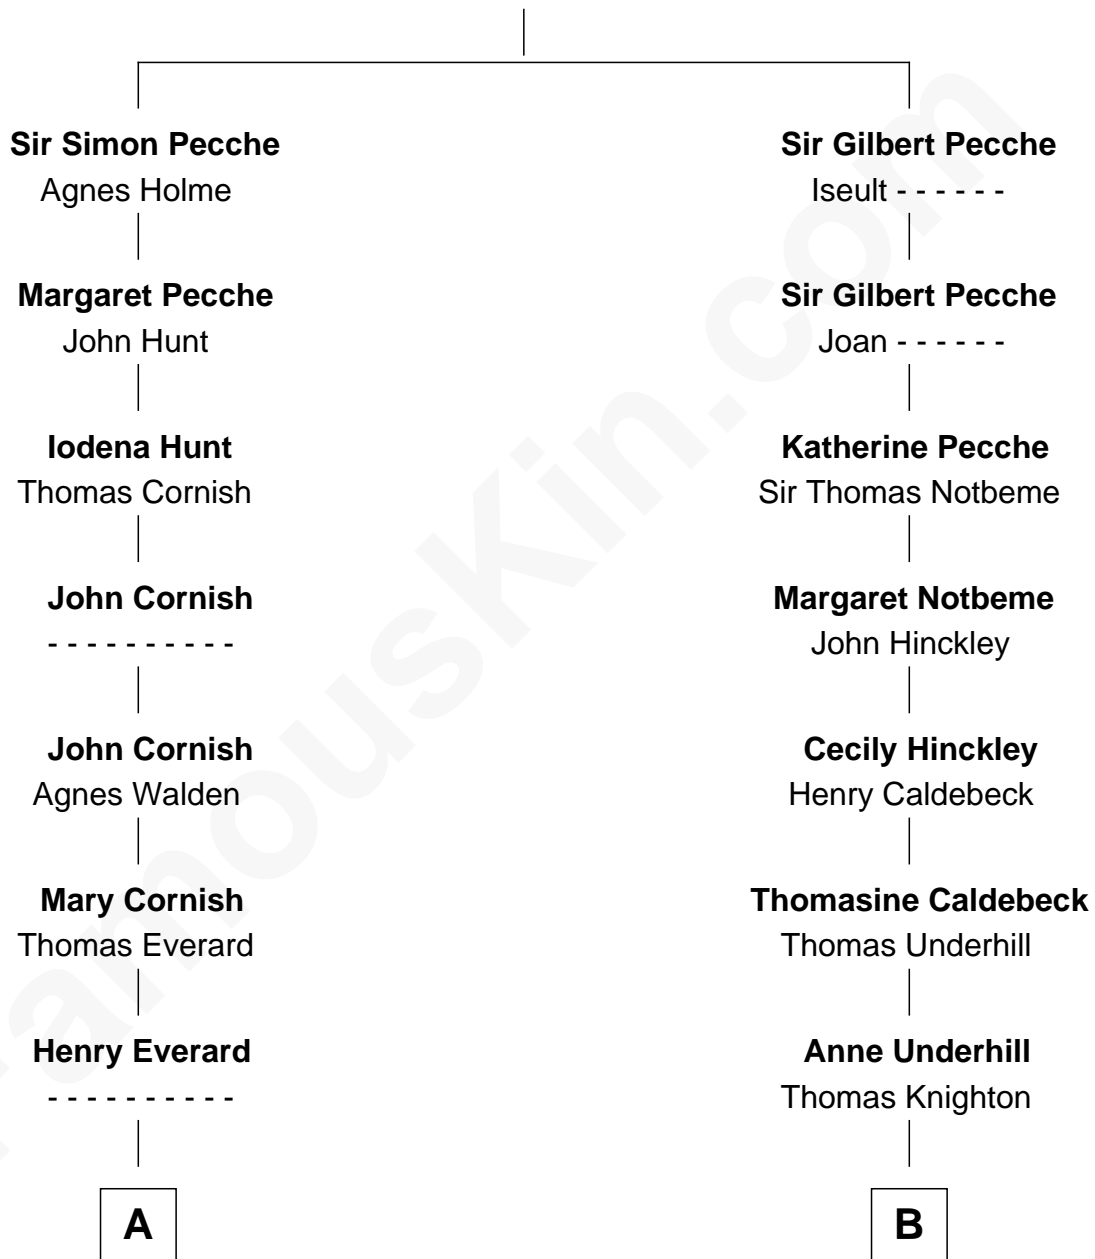 Sir Simon Pecche
Agnes Holme
Margaret Pecche
John Hunt
Iodena Hunt
Thomas Cornish
John Cornish
- - - - - - - - - -
John Cornish
Agnes Walden
Mary Cornish
Thomas Everard
Henry Everard
- - - - - - - - - -
A
Sir Gilbert Pecche
Iseult - - - - - -
Sir Gilbert Pecche
Joan - - - - - -
Katherine Pecche
Sir Thomas Notbeme
Margaret Notbeme
John Hinckley
Cecily Hinckley
Henry Caldebeck
Thomasine Caldebeck
Thomas Underhill
Anne Underhill
Thomas Knighton
B
FamousKin.com